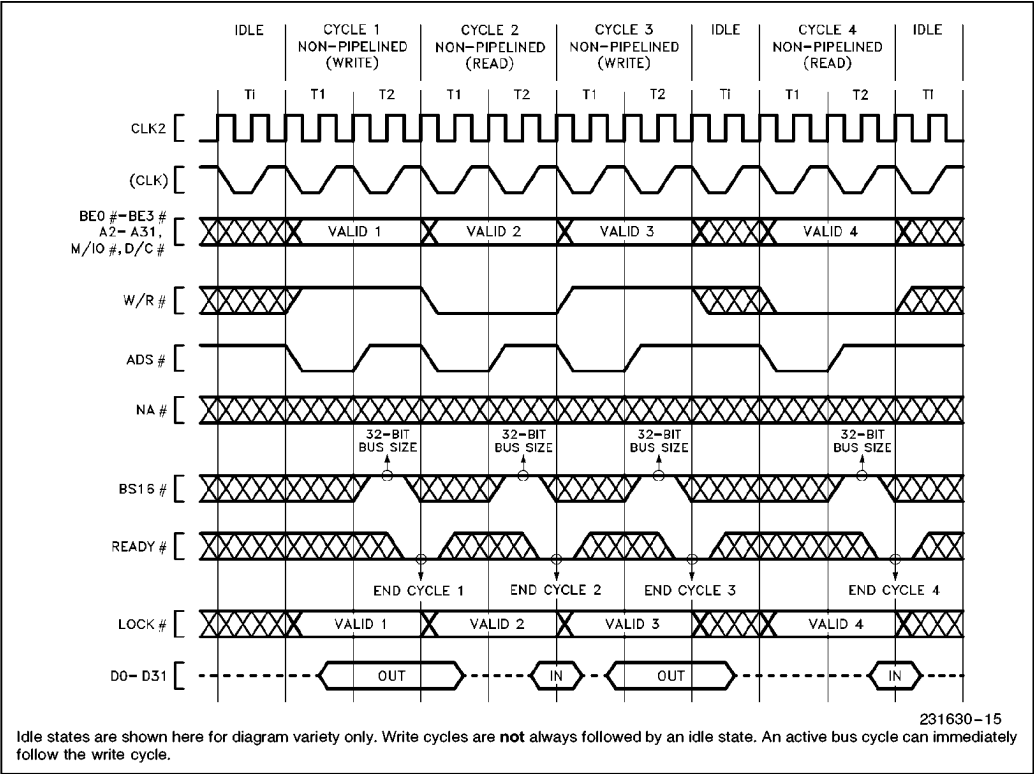 IDLE CYCLE 1 CYCLE 2 CYCLE 3 IDLE CYCLE 4 IDLE
NON-PIPELINED NON-PIPELINED NON-PIPELINED NON-PIPELINED
(WRITE) (READ) (WRITE) (READ)
Ti T1 T2 T1 T2 T1 T2 Ti T1 T2 Ti
CLK2
(CLK)
BE0 #-BE3 #
A2-A31,
M/IO #,D/C #
VALID 1 VALID 2 VALID 3 VALID 4
W/R #
ADS #
NA #
32-BIT 32-BIT 32-BIT 32-BIT
BUS SIZE BUS SIZE BUS SIZE BUS SIZE
BS16 #
READY #
END CYCLE 1 END CYCLE 2 END CYCLE 3 END CYCLE 4
LOCK # VALID 1 VALID 2 VALID 3 VALID 4
D0-D31 OUT IN OUT IN
231630-15
Idle states are shown here for diagram variety only. Write cycles are not always followed by an idle state. An active bus cycle can immediately
follow the write cycle.